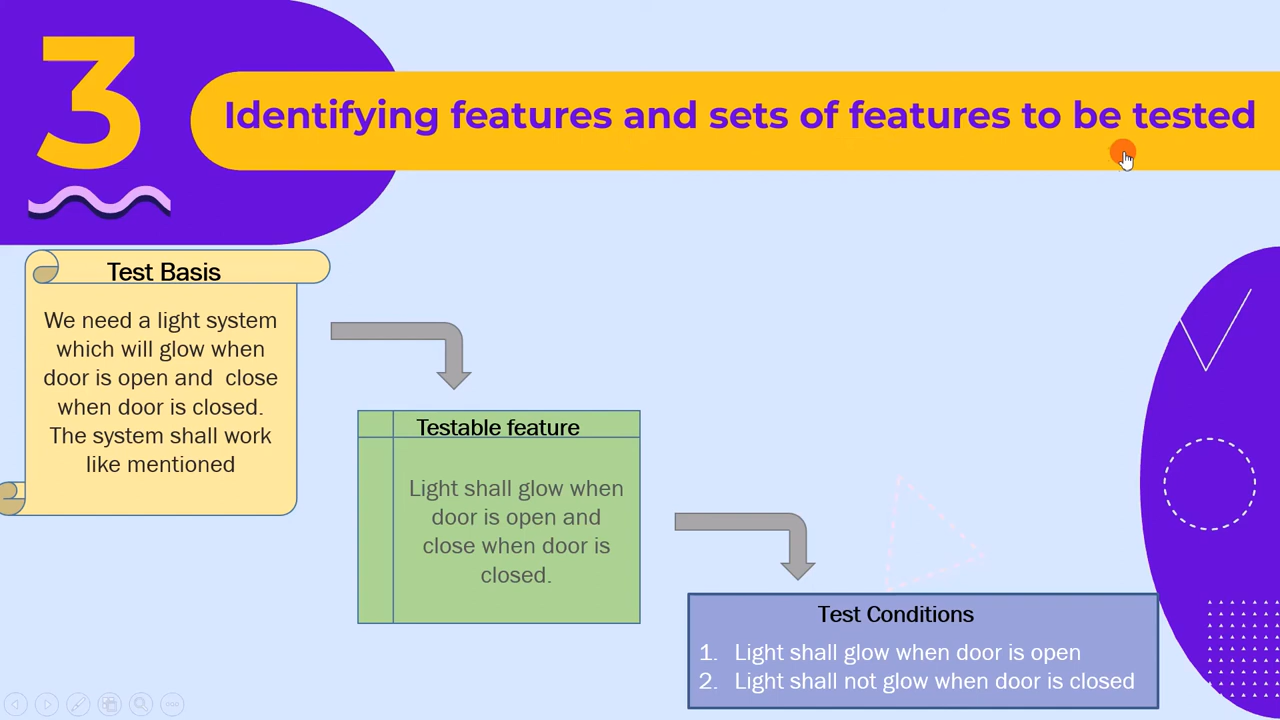 3
Identifying features and sets of features to be tested
Test Basis
We need a light system
which will glow when
door is open and close
when door is closed.
The system shall work
like mentioned
Testable feature
Light shall glow when
door is open and
close when door is
closed.
Test Conditions
1. Light shall glow when door is open
2. Light shall not glow when door is closed